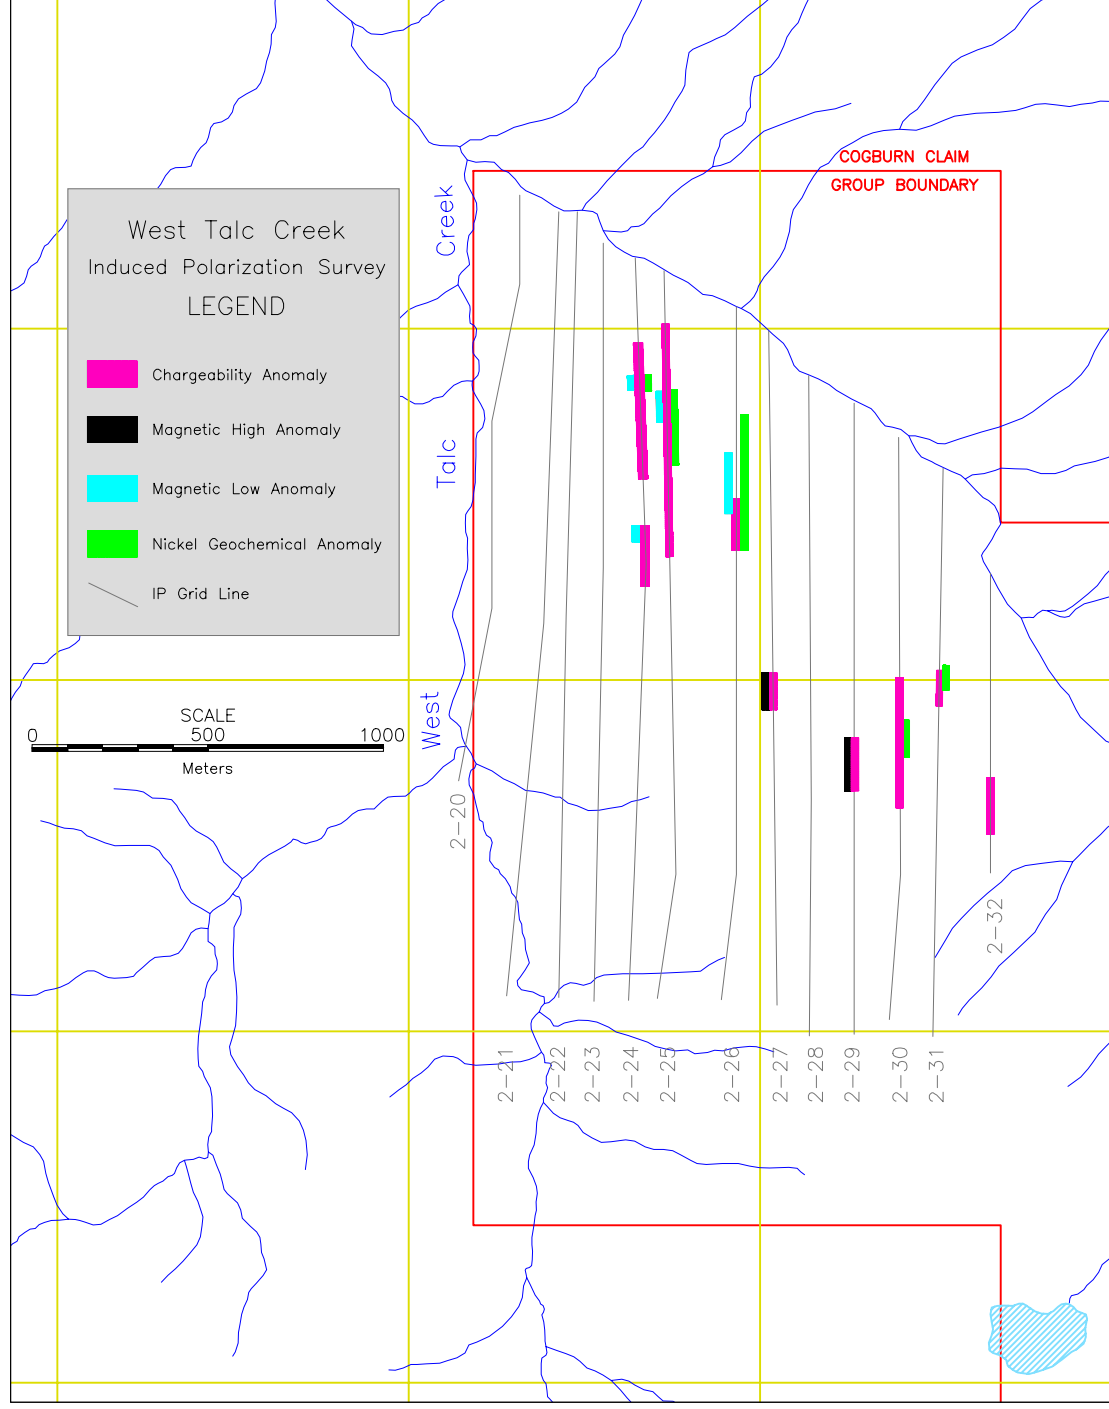 COGBURN CLAIM
GROUP BOUNDARY
West Talc Creek
Induced Polarization Survey
LEGEND
Chargeability Anomaly
Magnetic High Anomaly
Magnetic Low Anomaly
Nickel Geochemical Anomaly
IP Grid Line
West Talc Creek
SCALE
0 500 1000
Meters
2-20
2-21
2-22
2-23
2-24
2-25
2-26
2-27
2-28
2-29
2-30
2-31
2-32